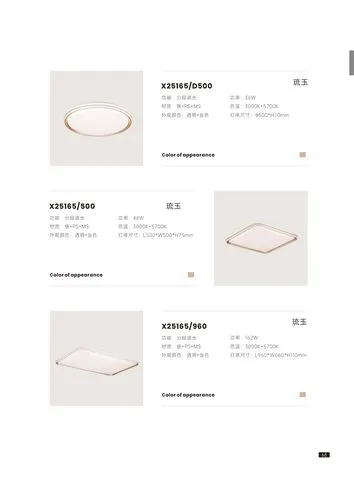 X25165/D500
琉玉
功能: 分段调光
功率: 36W
材质: 铁+PS+MS
色温: 3000K+5700K
外观颜色: 透明+金色
灯体尺寸: Φ500*H70mm
Color of appearance
X25165/500
琉玉
功能: 分段调光
功率: 48W
材质: 铁+PS+MS
色温: 3000K+5700K
外观颜色: 透明+金色
灯体尺寸: L500*W500*H75mm
Color of appearance
X25165/960
琉玉
功能: 分段调光
功率: 162W
材质: 铁+PS+MS
色温: 3000K+5700K
外观颜色: 透明+金色
灯体尺寸: L960*W660*H110mm
Color of appearance